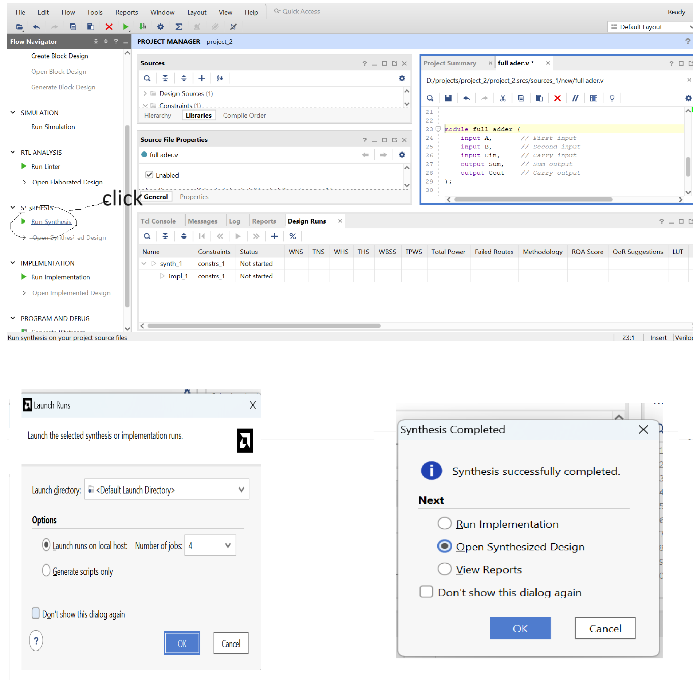 File Edit Flow Tools Reports Window Layout View Help Quick Access Ready
Default Layout
Flow Navigator
PROJECT MANAGER - project_2
Create Block Design
Open Block Design
Generate Block Design
SIMULATION
Run Simulation
RTL ANALYSIS
Run Linter
Open Elaborated Design
SYNTHESIS
Run Synthesis
Open Synthesized Design
click
IMPLEMENTATION
Run Implementation
Open Implemented Design
PROGRAM AND DEBUG
Generate Bitstream
Run synthesis on your project source files
Sources
Design Sources (1)
Constraints (1)
Hierarchy Libraries Compile Order
Source File Properties
full ader.v
Enabled
General Properties
Project Summary full ader.v *
D:/projects/project_2/project_2.srcs/sources_1/new/full ader.v
21
22
23 module full_adder (
24 input A, // First input
25 input B, // Second input
26 input Cin, // Carry input
27 output Sum, // Sum output
28 output Cout // Carry output
29 );
30
Tcl Console Messages Log Reports Design Runs
Name Constraints Status WNS TNS WHS THS WBSS TPWS Total Power Failed Routes Methodology RQA Score QoR Suggestions LUT
synth_1 constrs_1 Not started
impl_1 constrs_1 Not started
23:1 Insert Verilog
Launch Runs
Launch the selected synthesis or implementation runs.
Launch directory: <Default Launch Directory>
Options
Launch runs on local host: Number of jobs: 4
Generate scripts only
Don't show this dialog again
OK Cancel
Synthesis Completed
Synthesis successfully completed.
Next
Run Implementation
Open Synthesized Design
View Reports
Don't show this dialog again
OK Cancel